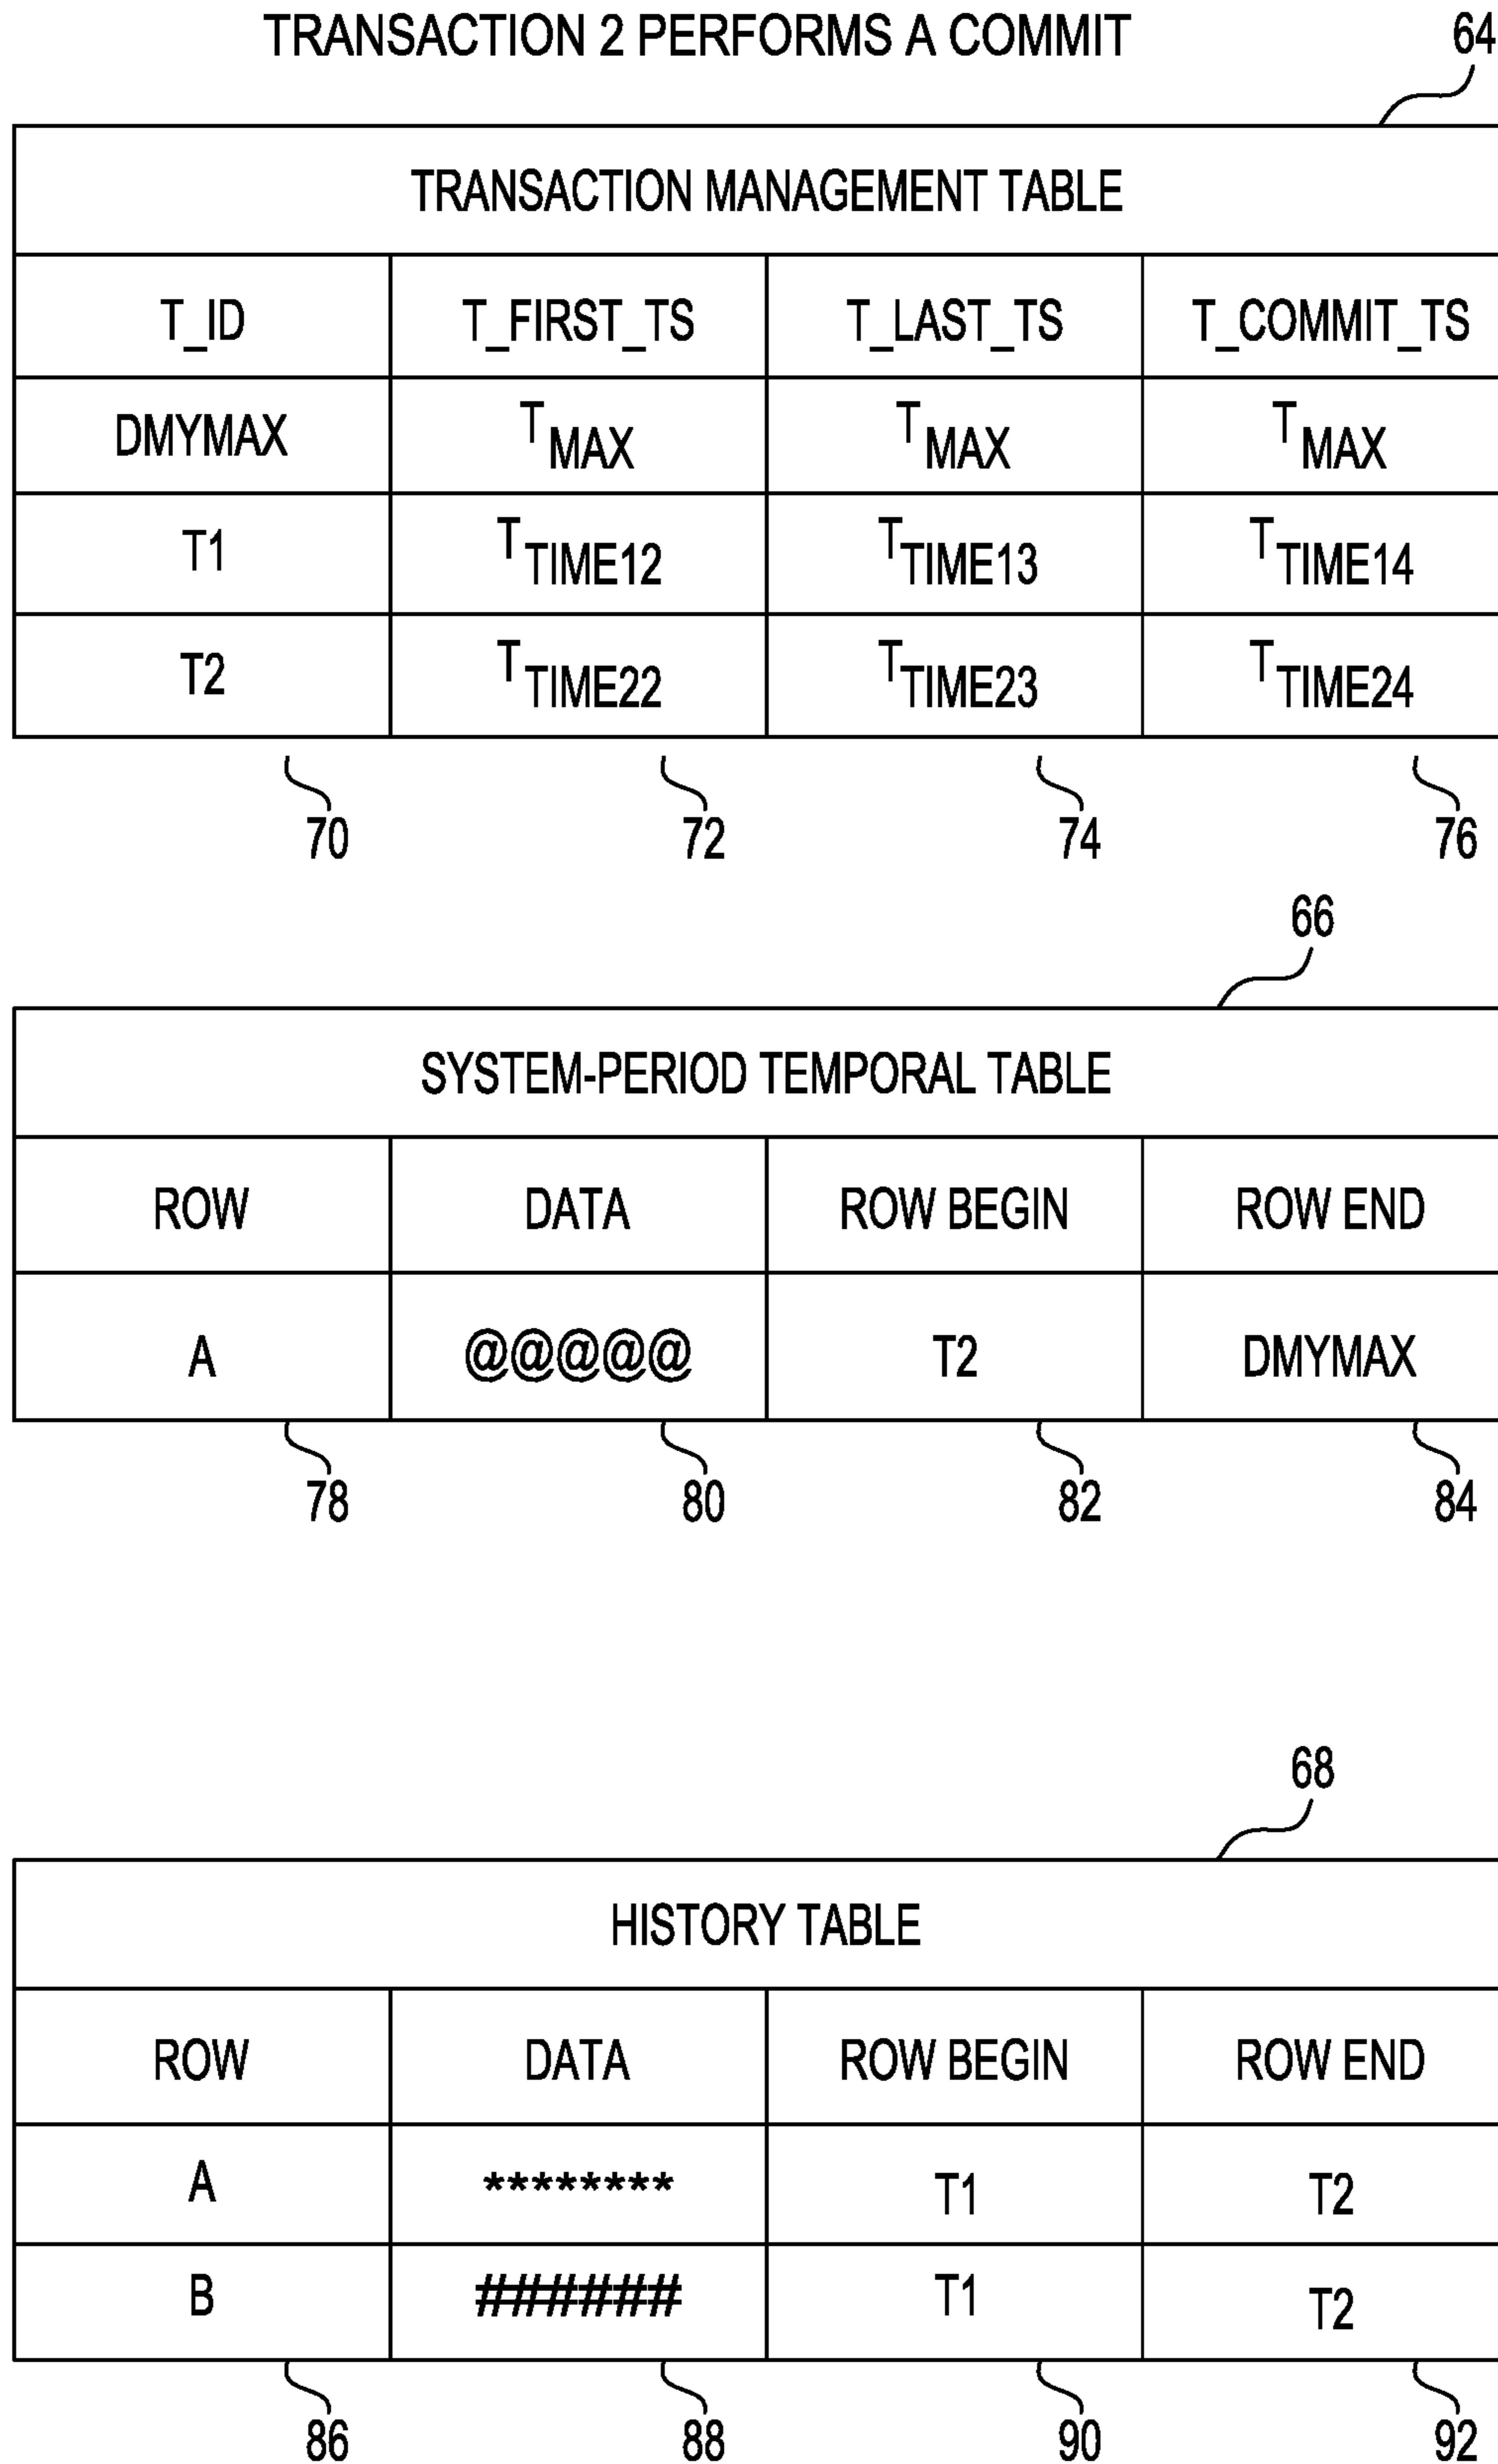 TRANSACTION 2 PERFORMS A COMMIT
64
TRANSACTION MANAGEMENT TABLE
T_ID T_FIRST_TS T_LAST_TS T_COMMIT_TS
DMYMAX TMAX TMAX TMAX
T1 TTIME12 TTIME13 TTIME14
T2 TTIME22 TTIME23 TTIME24
70 72 74 76
66
SYSTEM-PERIOD TEMPORAL TABLE
ROW DATA ROW BEGIN ROW END
A @@@@@ T2 DMYMAX
78 80 82 84
68
HISTORY TABLE
ROW DATA ROW BEGIN ROW END
A ******** T1 T2
B ###### T1 T2
86 88 90 92